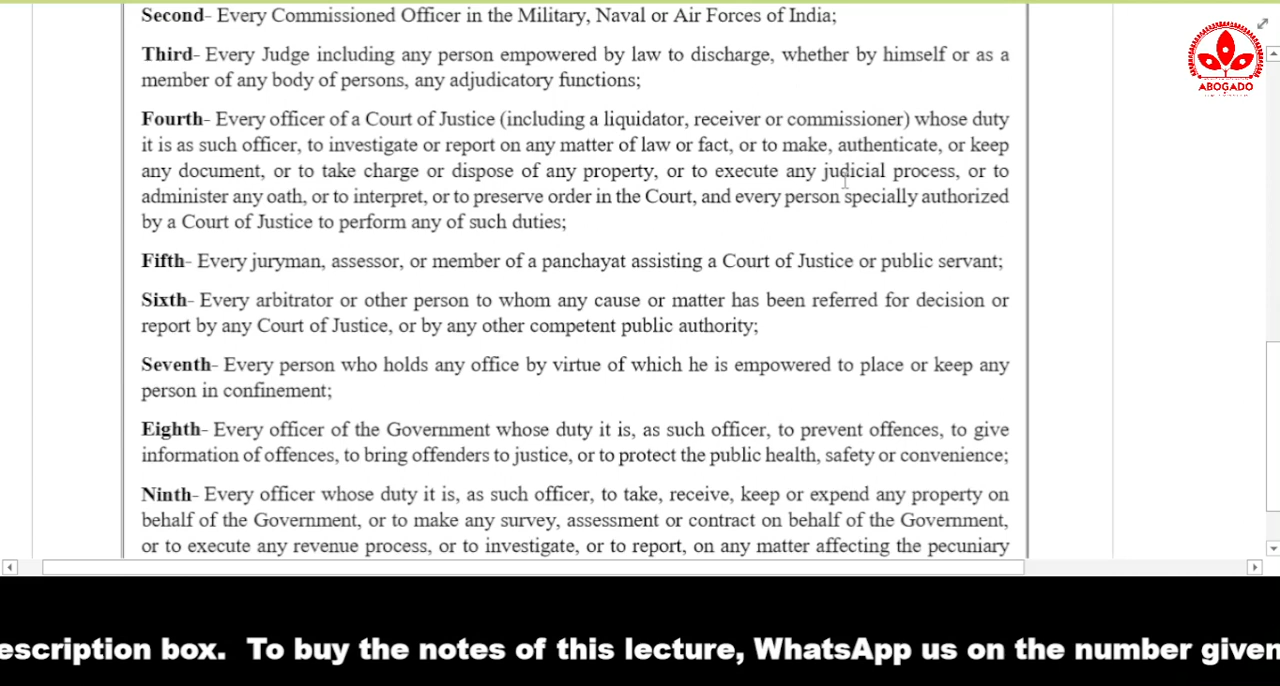 Second- Every Commissioned Officer in the Military, Naval or Air Forces of India;
Third- Every Judge including any person empowered by law to discharge, whether by himself or as a
member of any body of persons, any adjudicatory functions;
Fourth- Every officer of a Court of Justice (including a liquidator, receiver or commissioner) whose duty
it is as such officer, to investigate or report on any matter of law or fact, or to make, authenticate, or keep
any document, or to take charge or dispose of any property, or to execute any judicial process, or to
administer any oath, or to interpret, or to preserve order in the Court, and every person specially authorized
by a Court of Justice to perform any of such duties;
Fifth- Every juryman, assessor, or member of a panchayat assisting a Court of Justice or public servant;
Sixth- Every arbitrator or other person to whom any cause or matter has been referred for decision or
report by any Court of Justice, or by any other competent public authority;
Seventh- Every person who holds any office by virtue of which he is empowered to place or keep any
person in confinement;
Eighth- Every officer of the Government whose duty it is, as such officer, to prevent offences, to give
information of offences, to bring offenders to justice, or to protect the public health, safety or convenience;
Ninth- Every officer whose duty it is, as such officer, to take, receive, keep or expend any property on
behalf of the Government, or to make any survey, assessment or contract on behalf of the Government,
or to execute any revenue process, or to investigate, or to report, on any matter affecting the pecuniary
ABOGADO
escription box. To buy the notes of this lecture, WhatsApp us on the number given